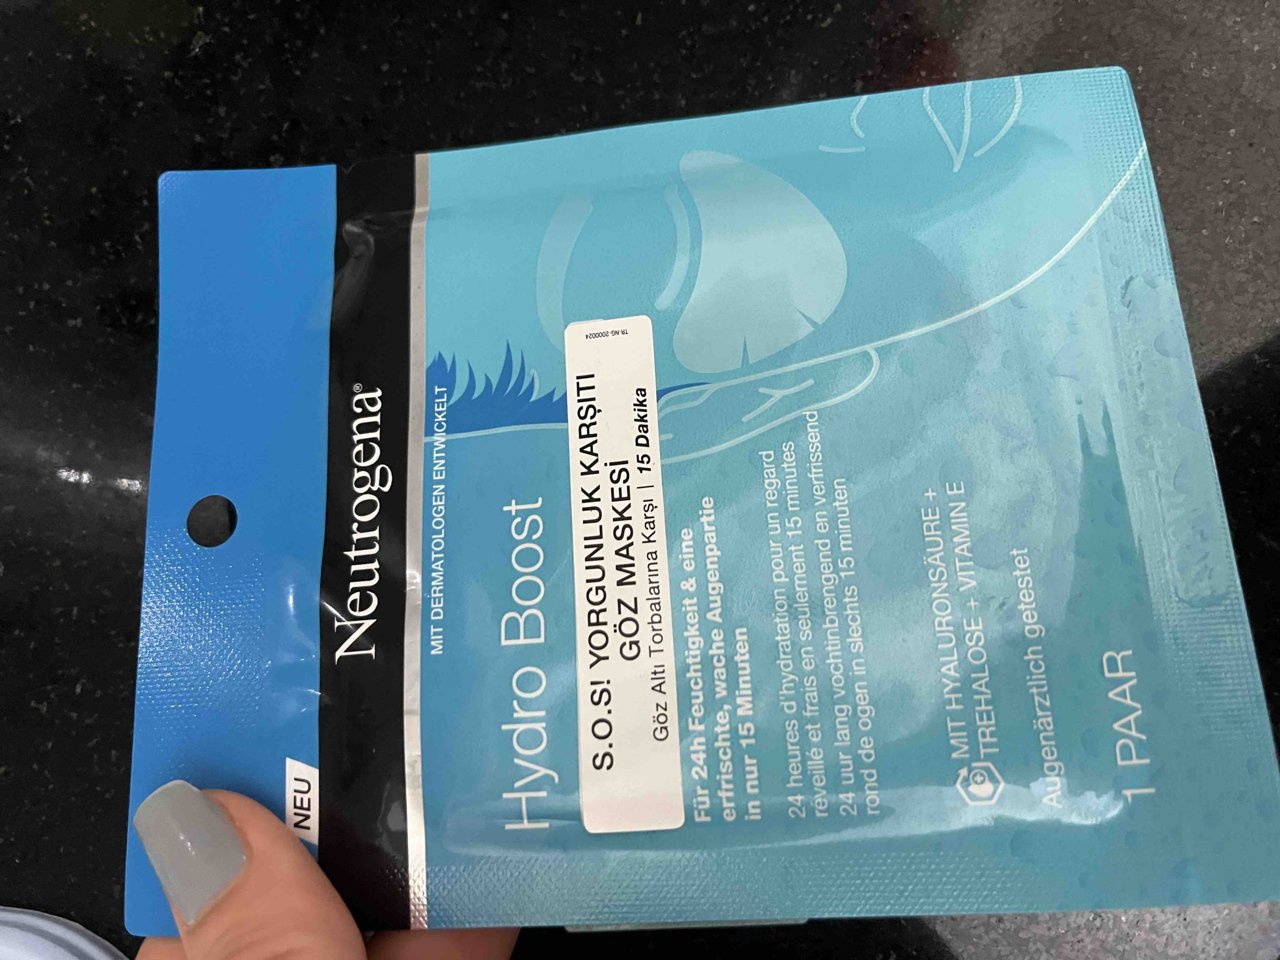 NEU
Neutrogena®
MIT DERMATOLOGEN ENTWICKELT
Hydro Boost
TR-NG-2000024
S.O.S! YORGUNLUK KARŞITI
GÖZ MASKESİ
Göz Altı Torbalarına Karşı | 15 Dakika
Für 24h Feuchtigkeit & eine
erfrischte, wache Augenpartie
in nur 15 Minuten
24 heures d'hydratation pour un regard
réveillé et frais en seulement 15 minutes
24 uur lang vochtinbrengend en verfrissend
rond de ogen in slechts 15 minuten
MIT HYALURONSÄURE +
TREHALOSE + VITAMIN E
Augenärztlich getestet
1 PAAR